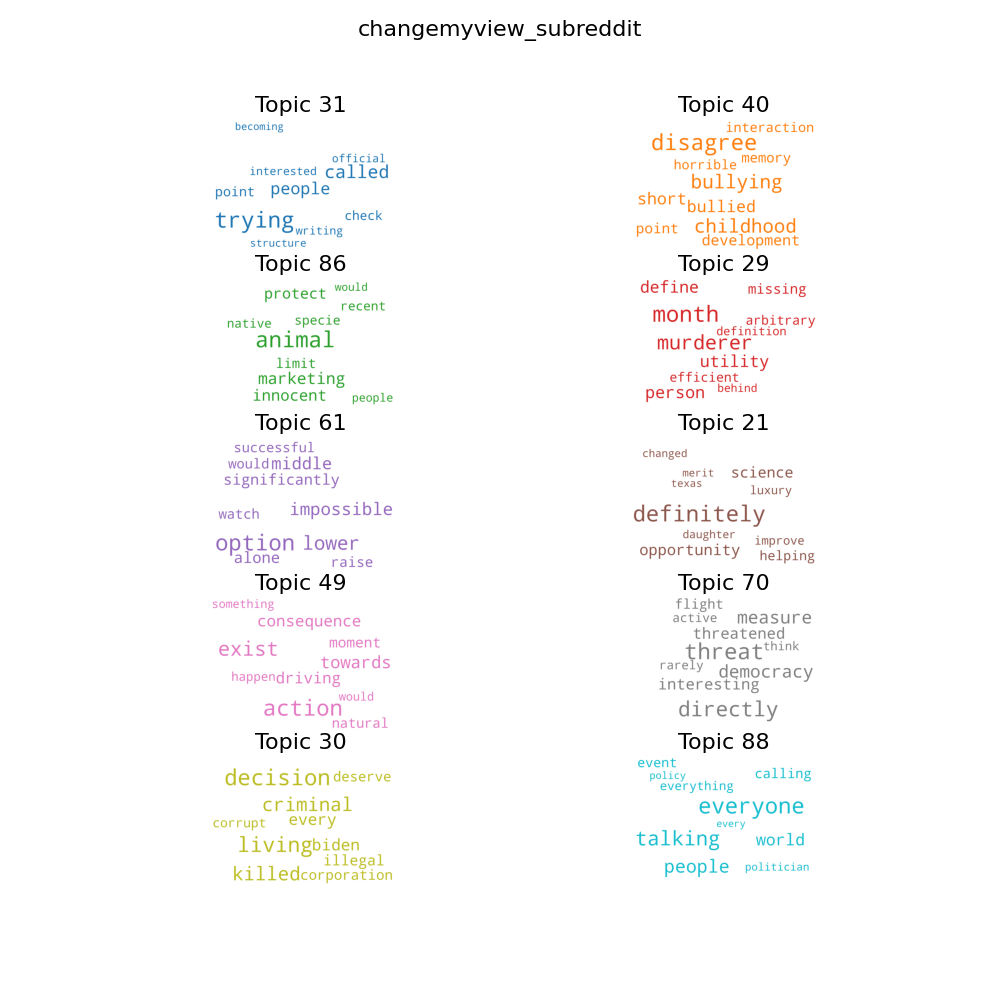 changemyview_subreddit
Topic 31
becoming
official
interested called
point people
trying check
writing
structure
Topic 40
interaction
disagree
horrible memory
bullying
short bullied
point childhood
development
Topic 86
protect would
recent
native specie
animal
limit
marketing
innocent people
Topic 29
define missing
month arbitrary
definition
murderer
utility
efficient
person behind
Topic 61
successful
would middle
significantly
watch impossible
option lower
alone raise
Topic 21
changed
merit science
texas luxury
definitely
daughter improve
opportunity helping
Topic 49
something
consequence
exist moment
towards
happen driving
would
action
natural
Topic 70
flight
active measure
threatened
threat think
rarely democracy
interesting
directly
Topic 30
decision deserve
criminal
corrupt every
living biden
illegal
killed corporation
Topic 88
event
policy calling
everything
everyone
every
talking world
people politician